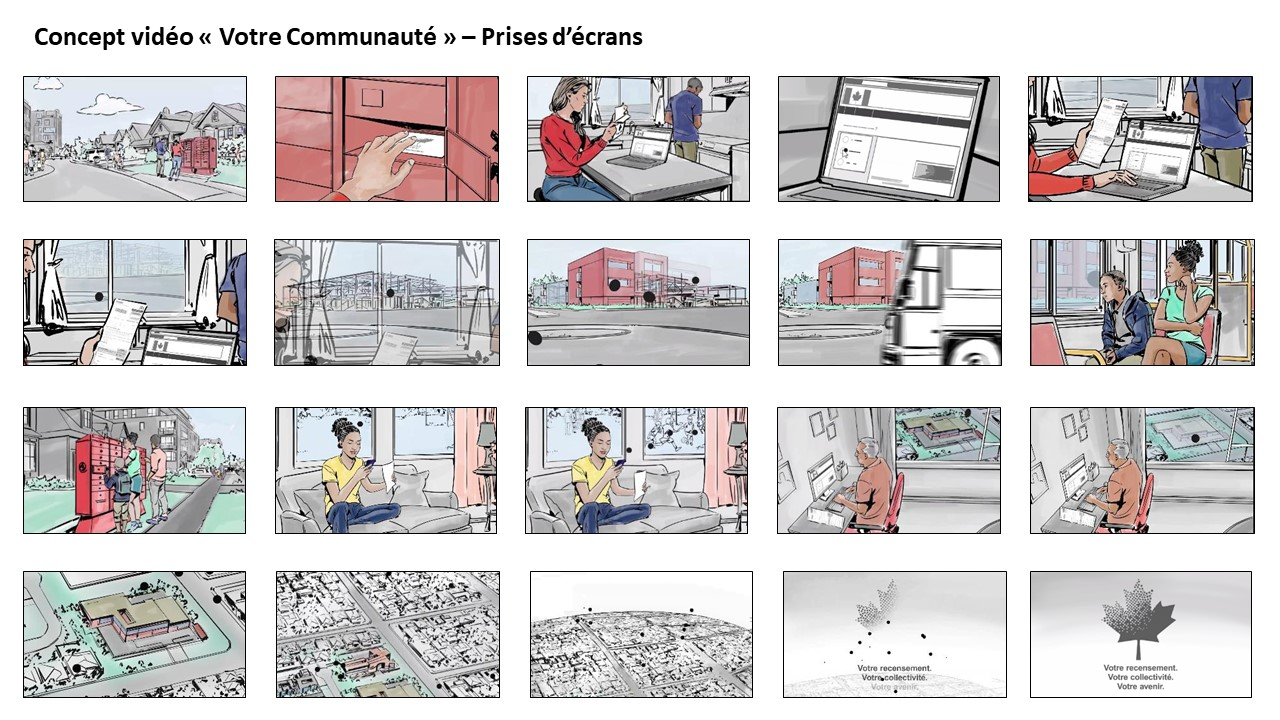 Concept vidéo « Votre Communauté » – Prises d’écrans
Votre recensement.
Votre collectivité.
Votre avenir.
Votre recensement.
Votre collectivité.
Votre avenir.